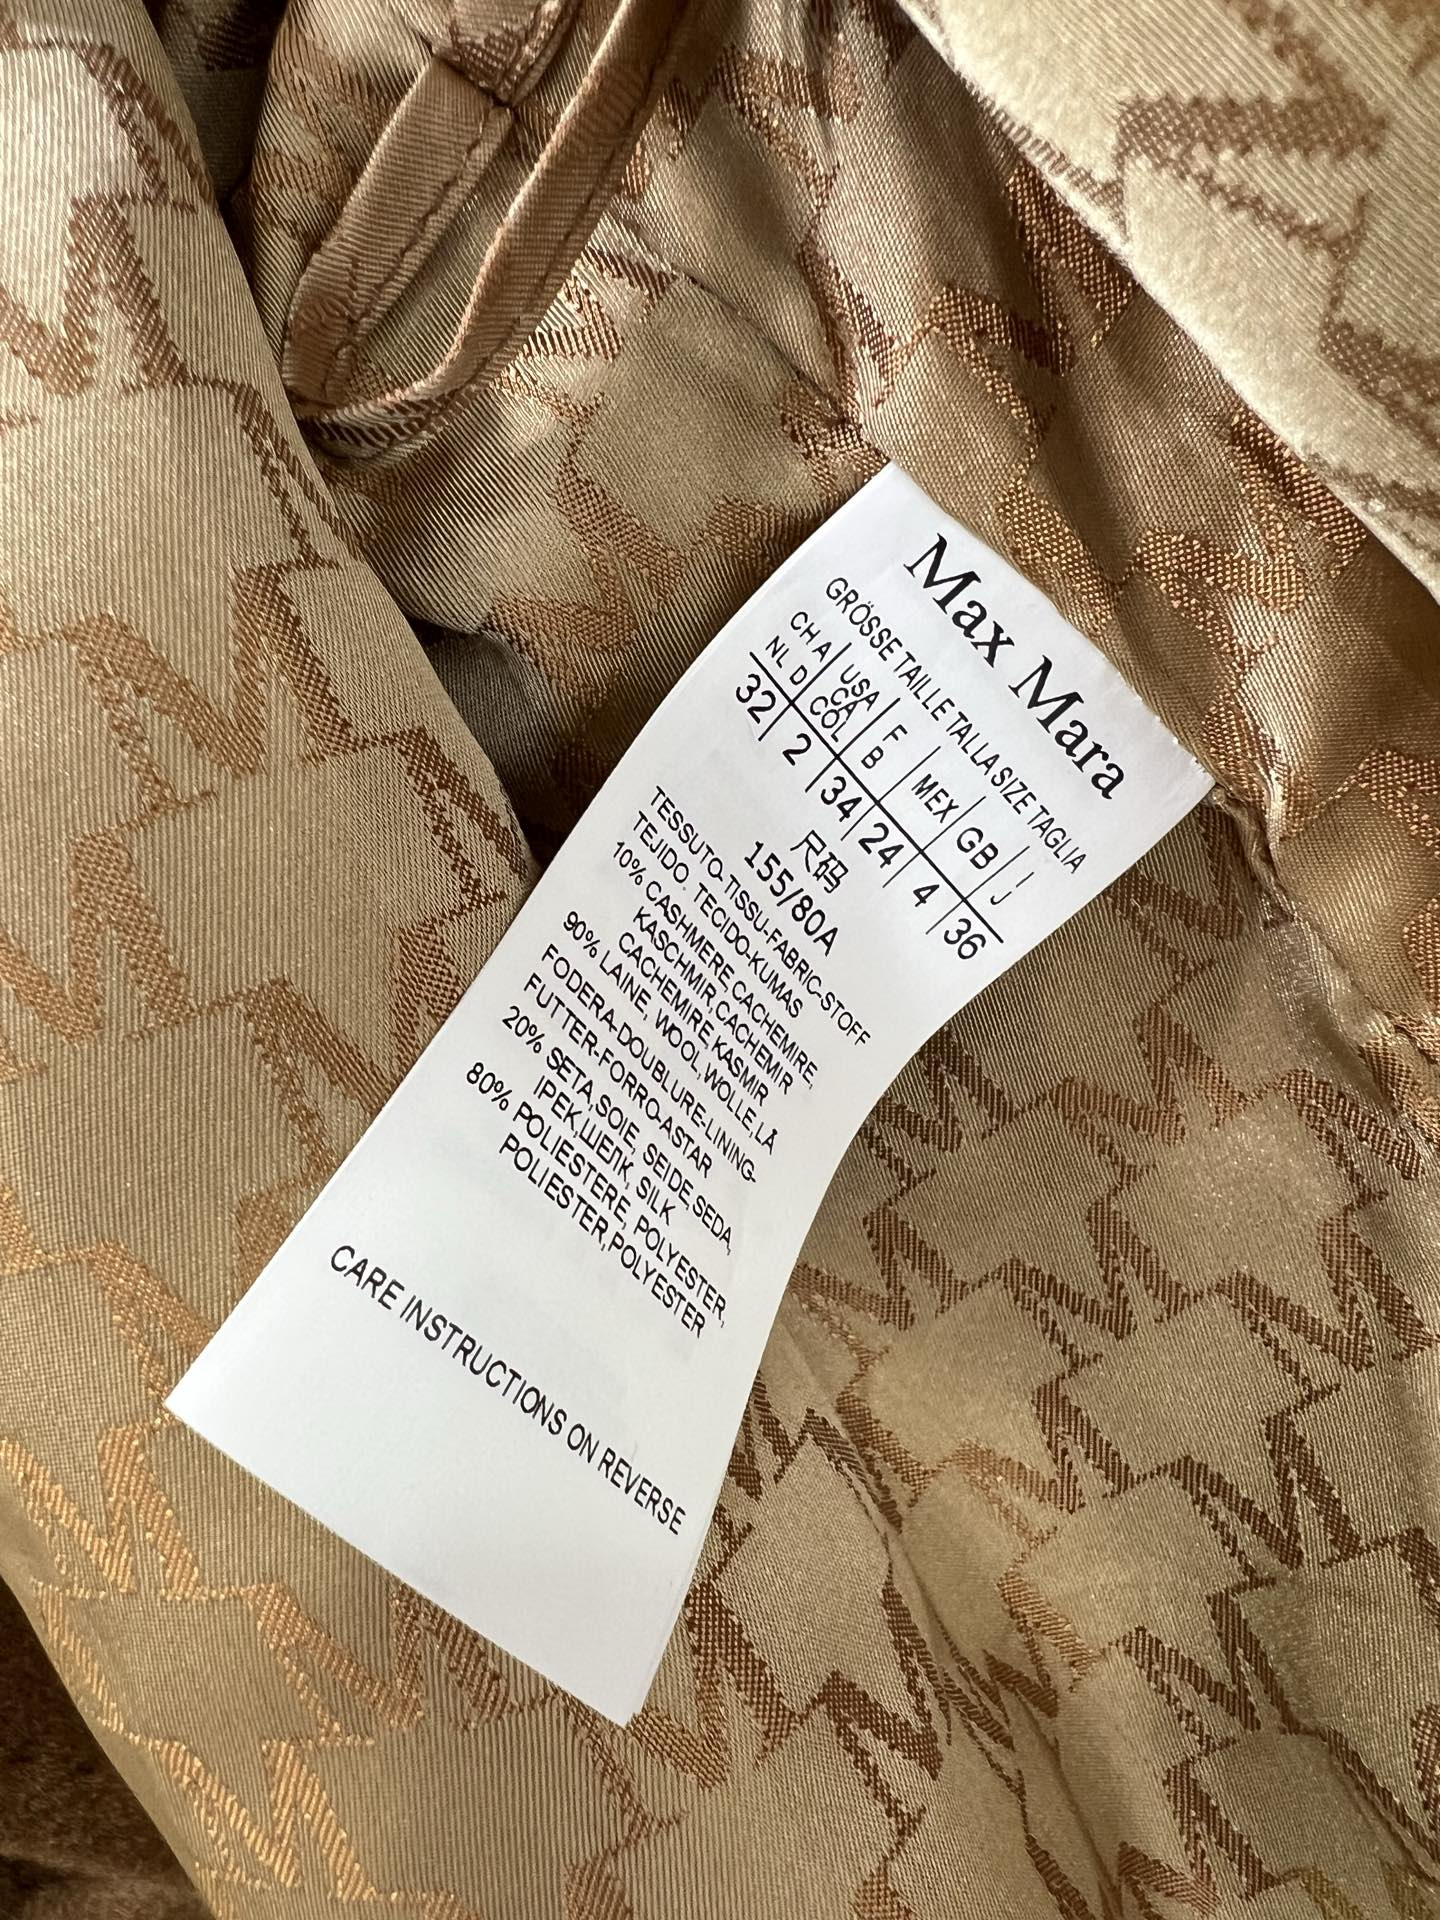 Max Mara
GRÖSSE TAILLE TALLA SIZE TAGLIA
CH A | USA | F | MEX | GB | I
NL D | CA COL | B | J
32 | 2 | 34 | 24 | 4 | 36
尺码
155/80A
TESSUTO-TISSU-FABRIC-STOFF
TEJIDO. TECIDO-KUMAS
10% CASHMERE, CACHEMIRE,
KASCHMIR, CACHEMIR
CACHEMIRE, KASMIR
90% LAINE, WOOL, WOLLE, LÃ
FODERA-DOUBLURE-LINING-
FUTTER-FORRO-ASTAR
20% SETA, SOIE, SEIDE, SEDA,
IPEK, ШЕПК, SILK
80% POLIESTERE, POLYESTER,
POLIESTER, POLYESTER
CARE INSTRUCTIONS ON REVERSE